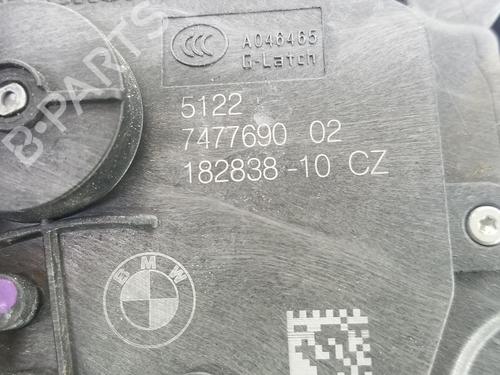 A046465
G-Latch
5122
7477690 02
182838-10 CZ
BMW
B-PARTS